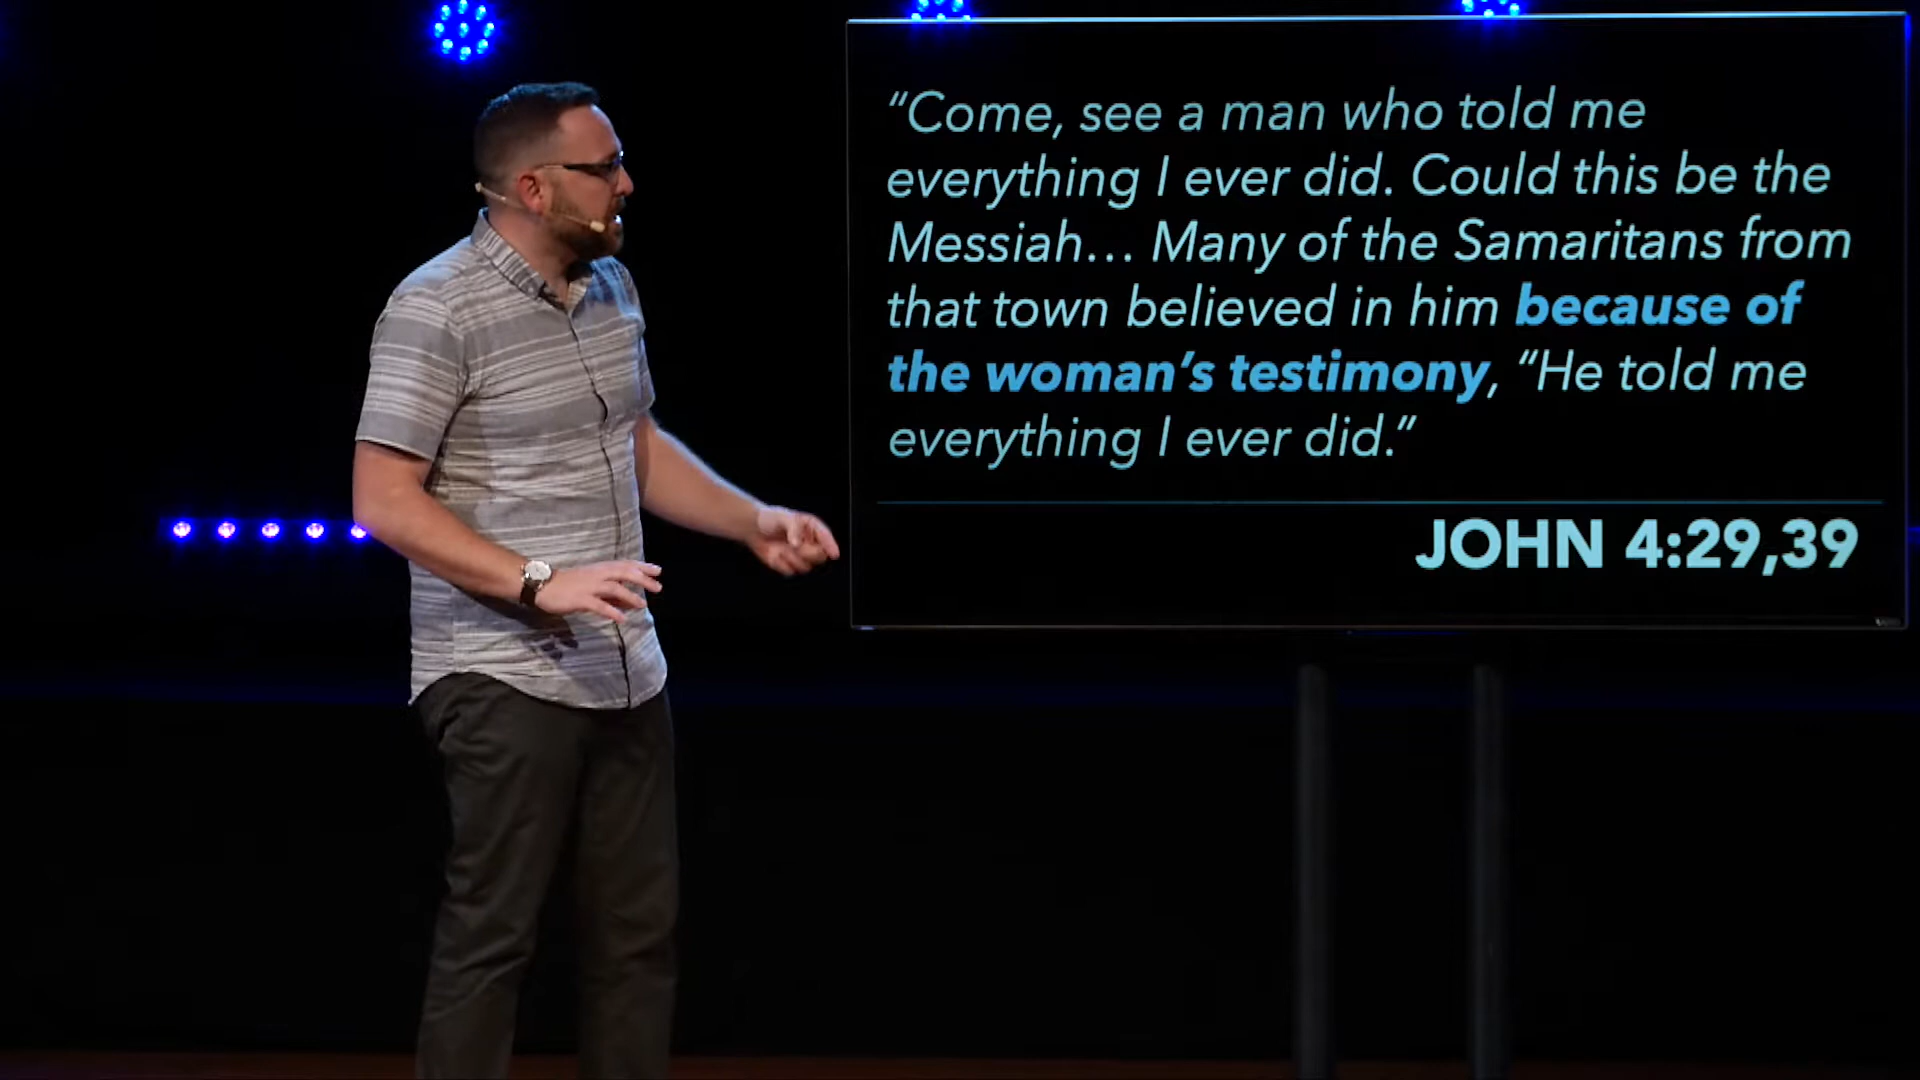 “Come, see a man who told me
everything I ever did. Could this be the
Messiah... Many of the Samaritans from
that town believed in him because of
the woman’s testimony, “He told me
everything I ever did.”
JOHN 4:29,39